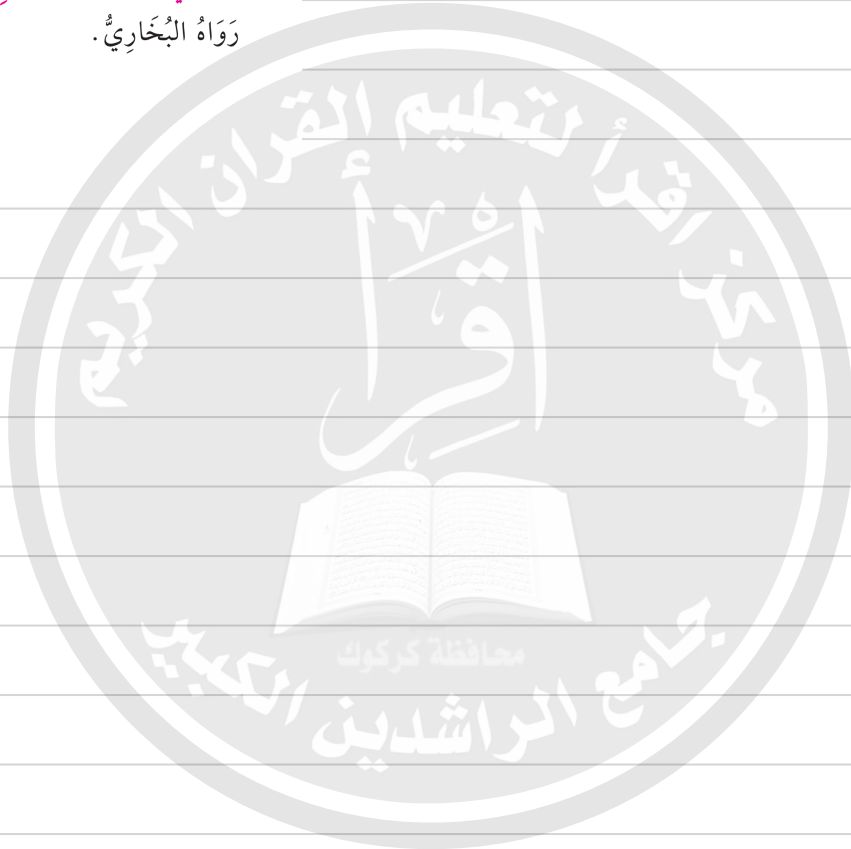 رَوَاهُ البُخَارِيُّ.
مركز اقرأ لتعليم القرآن الكريم
اقْرَأ
محافظة كركوك
جامع الراشدين الكبير